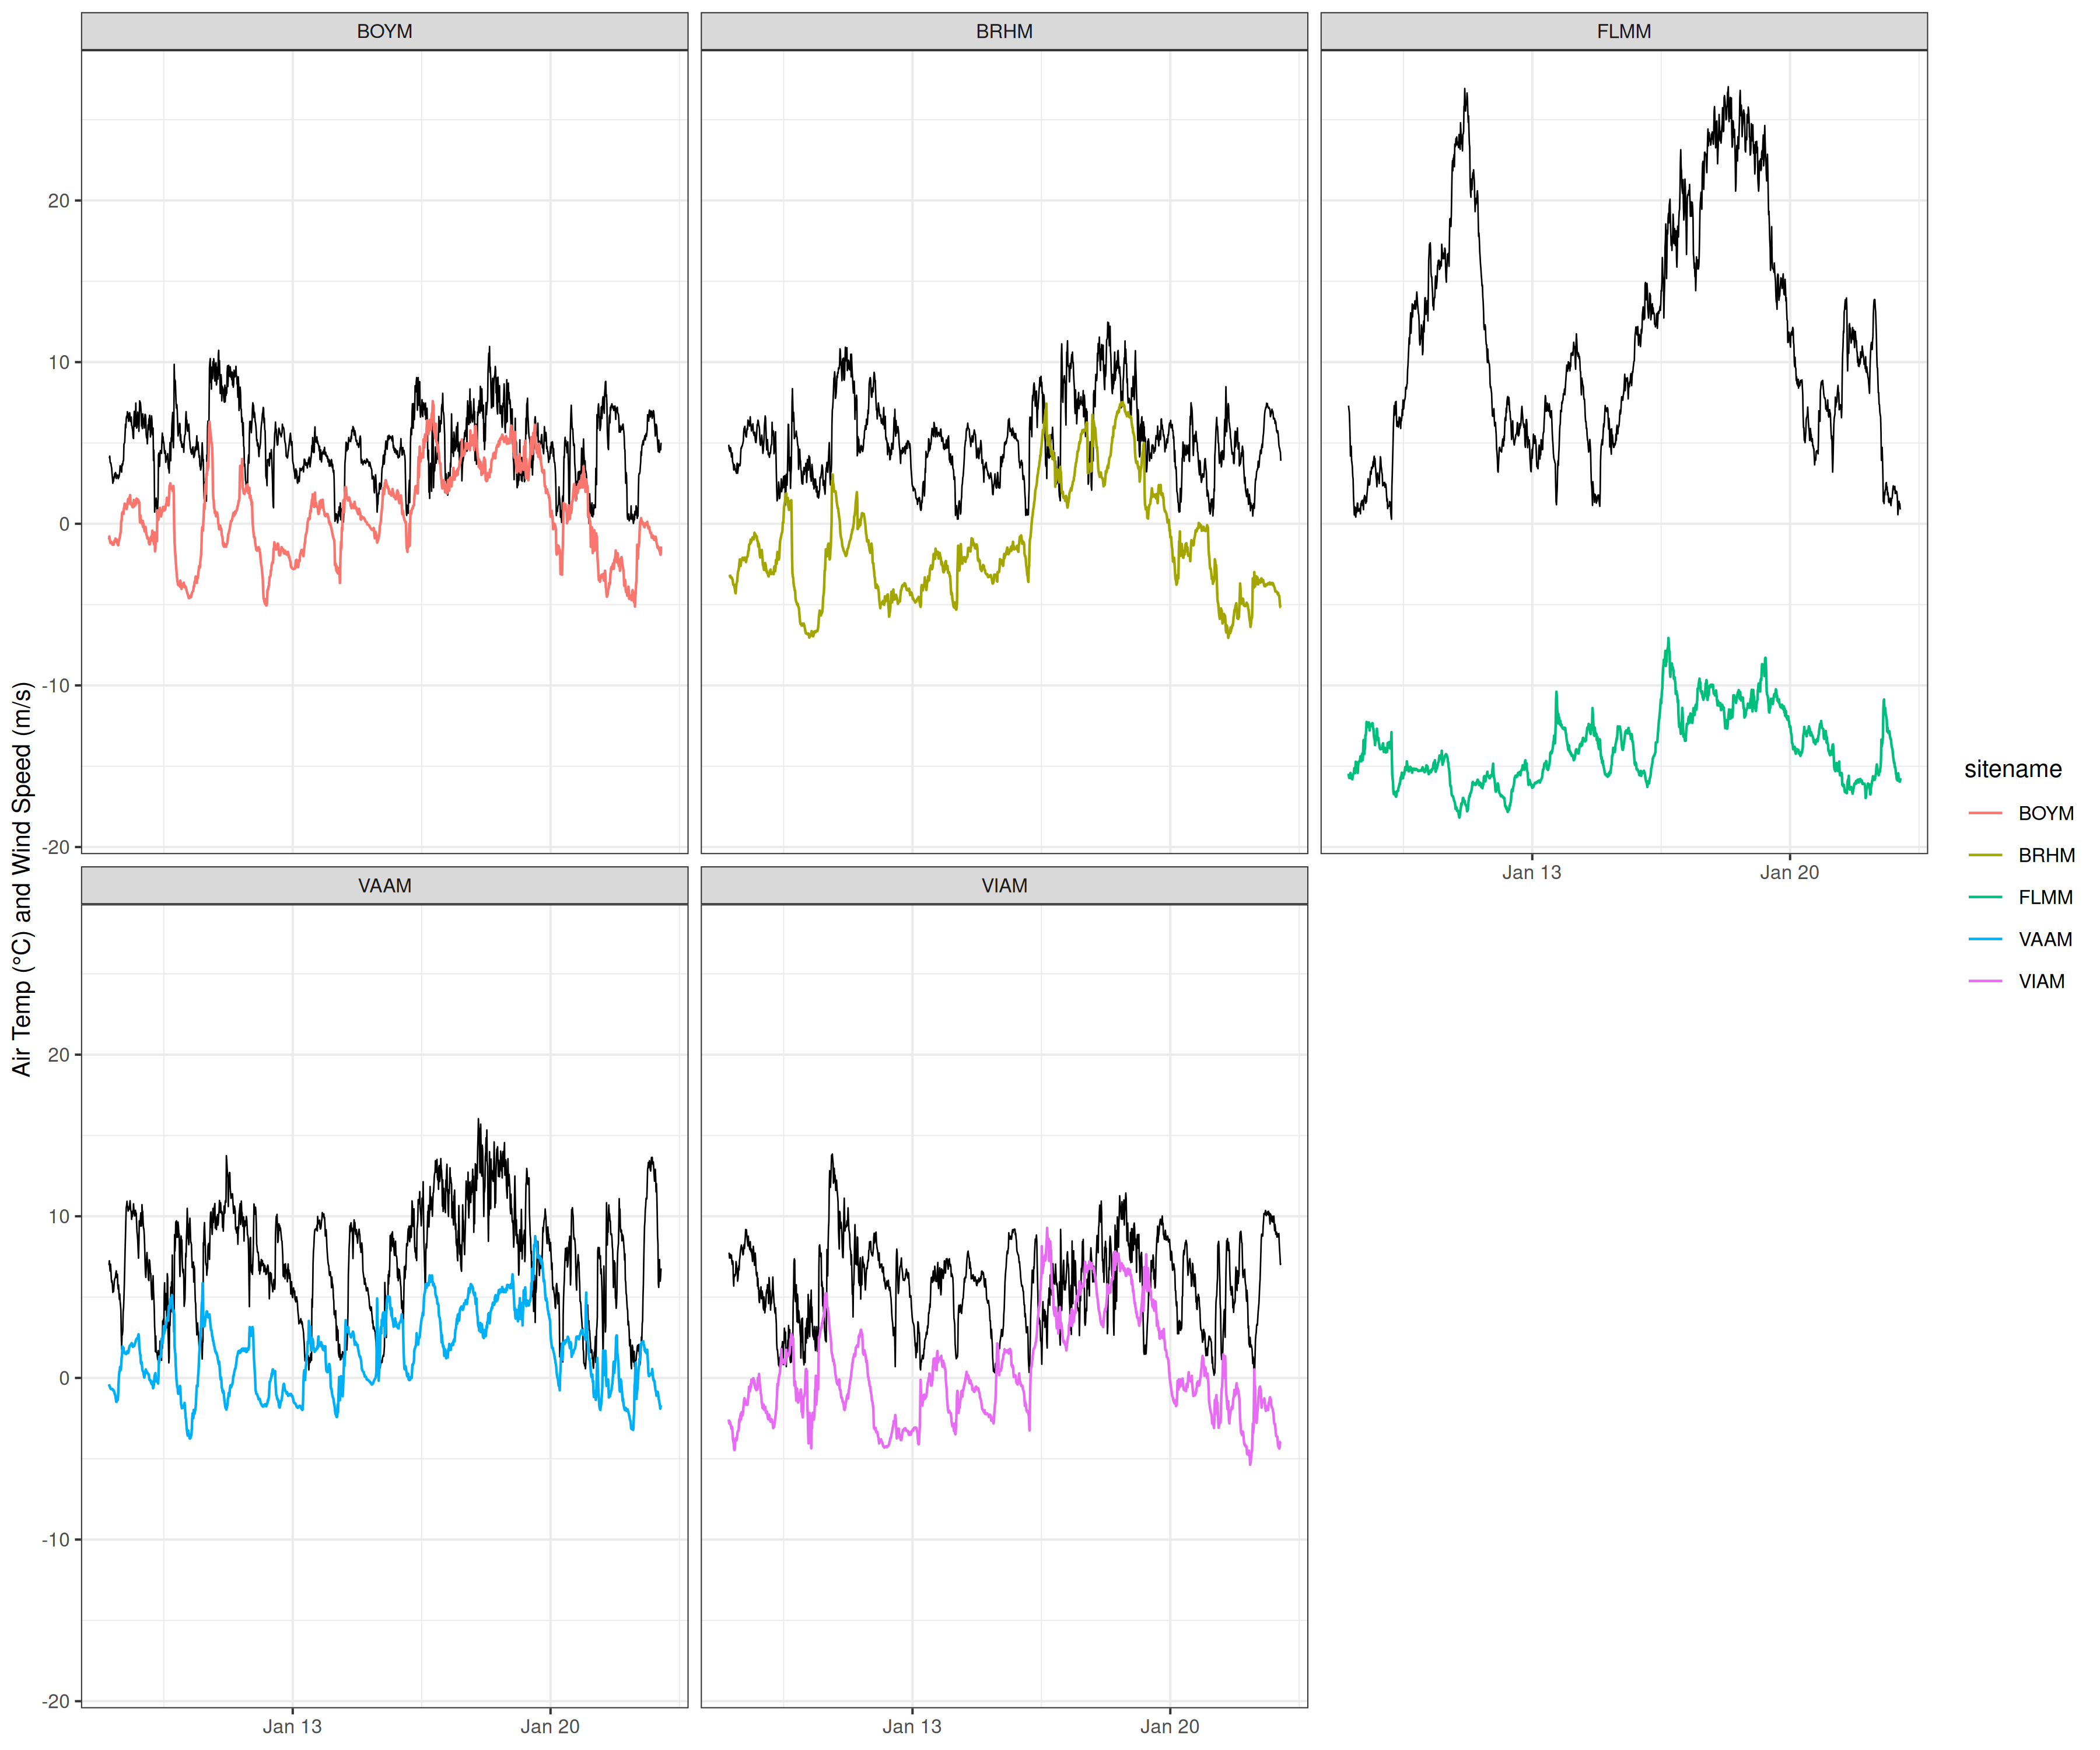 BOYM
BRHM
FLMM
20
10
0
-10
-20
Jan 13
Jan 20
VAAM
VIAM
20
10
0
-10
-20
Jan 13
Jan 20
Jan 13
Jan 20
Air Temp (°C) and Wind Speed (m/s)
sitename
BOYM
BRHM
FLMM
VAAM
VIAM